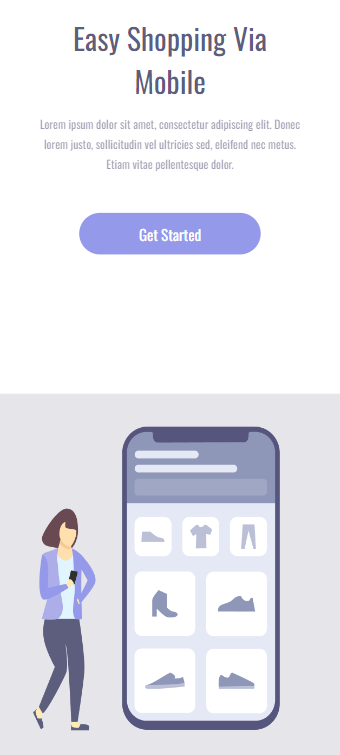 Easy Shopping Via
Mobile
Lorem ipsum dolor sit amet, consectetur adipiscing elit. Donec
lorem justo, sollicitudin vel ultricies sed, eleifend nec metus.
Etiam vitae pellentesque dolor.
Get Started